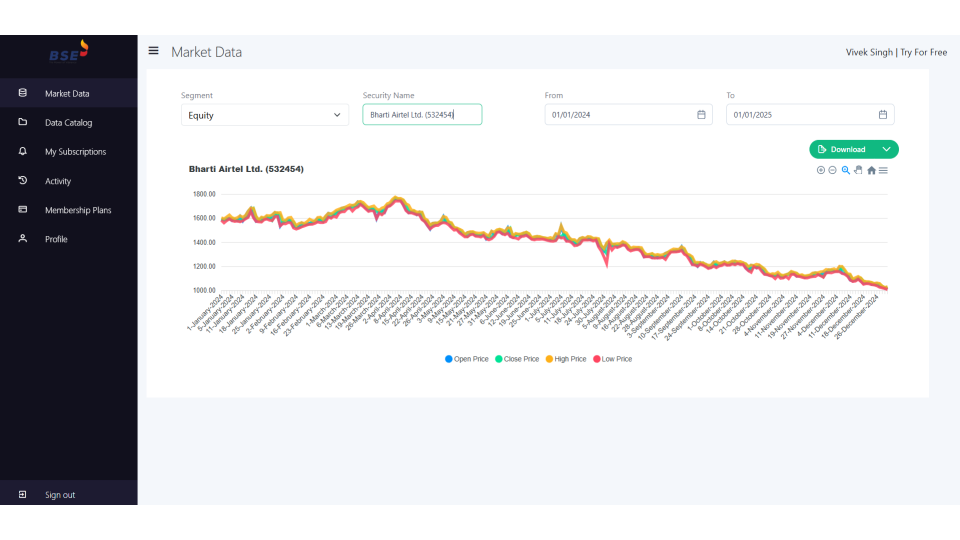 BSE
Market Data
Vivek Singh | Try For Free
Market Data
Data Catalog
My Subscriptions
Activity
Membership Plans
Profile
Sign out
Segment
Equity
Security Name
Bharti Airtel Ltd. (532454)
From
01/01/2024
To
01/01/2025
Download
Bharti Airtel Ltd. (532454)
1800.00
1600.00
1400.00
1200.00
1000.00
1-January-2024
5-January-2024
11-January-2024
25-January-2024
2-February-2024
9-February-2024
16-February-2024
23-February-2024
1-March-2024
6-March-2024
13-March-2024
19-March-2024
26-March-2024
2-April-2024
8-April-2024
15-April-2024
22-April-2024
26-April-2024
3-May-2024
9-May-2024
15-May-2024
21-May-2024
27-May-2024
31-May-2024
6-June-2024
12-June-2024
19-June-2024
25-June-2024
1-July-2024
5-July-2024
11-July-2024
18-July-2024
24-July-2024
30-July-2024
5-August-2024
9-August-2024
16-August-2024
22-August-2024
28-August-2024
3-September-2024
10-September-2024
17-September-2024
24-September-2024
1-October-2024
8-October-2024
14-October-2024
21-October-2024
28-October-2024
4-November-2024
11-November-2024
19-November-2024
27-November-2024
4-December-2024
11-December-2024
18-December-2024
26-December-2024
Open Price Close Price High Price Low Price